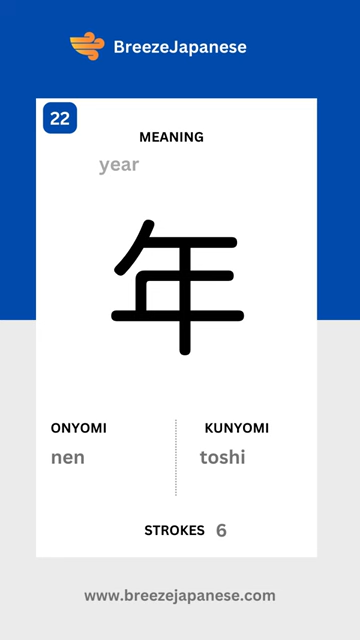 BreezeJapanese
22
MEANING
year
年
ONYOMI
nen
KUNYOMI
toshi
STROKES 6
www.breezejapanese.com